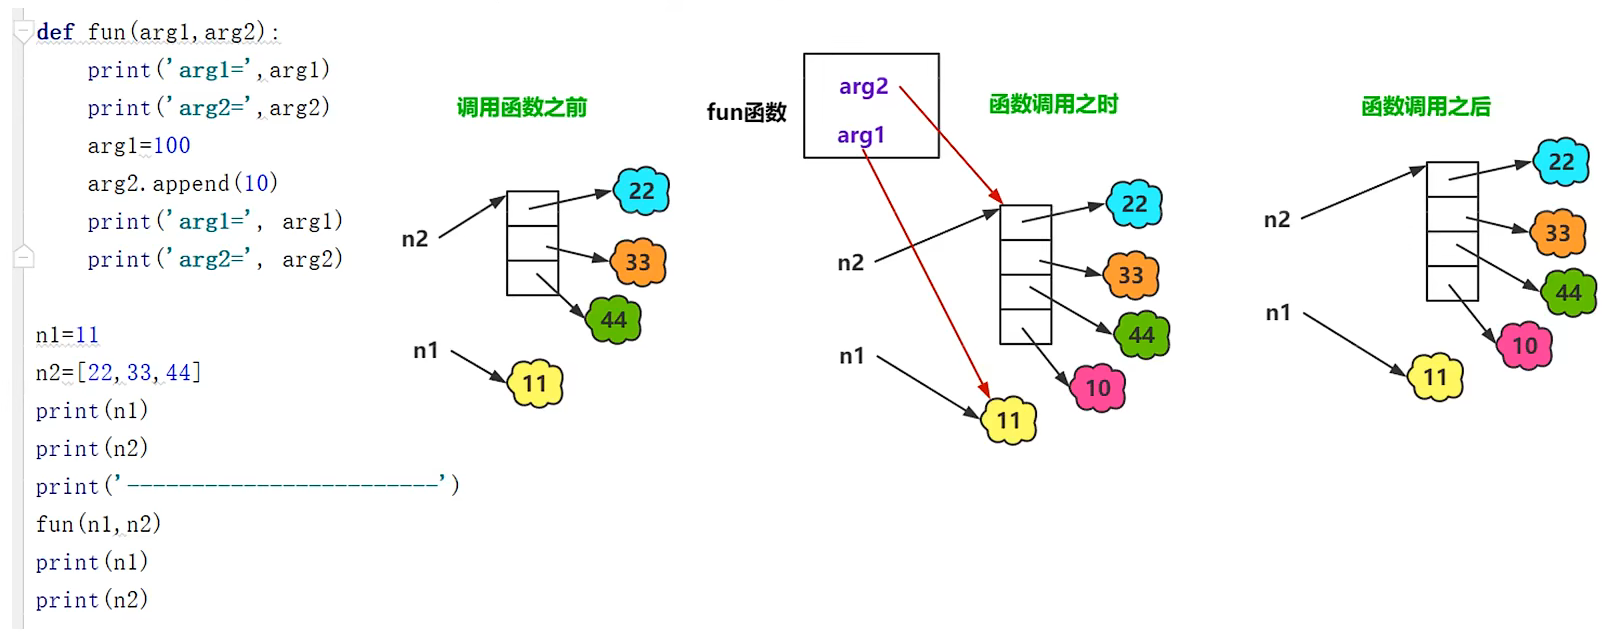 def fun(arg1,arg2):
    print('arg1=',arg1)
    print('arg2=',arg2)
    arg1=100
    arg2.append(10)
    print('arg1=', arg1)
    print('arg2=', arg2)
n1=11
n2=[22,33,44]
print(n1)
print(n2)
print('------------------------')
fun(n1,n2)
print(n1)
print(n2)
调用函数之前
22
n2
33
44
n1
11
fun函数
arg2
arg1
函数调用之时
22
n2
33
44
n1
10
11
函数调用之后
22
n2
33
44
n1
10
11